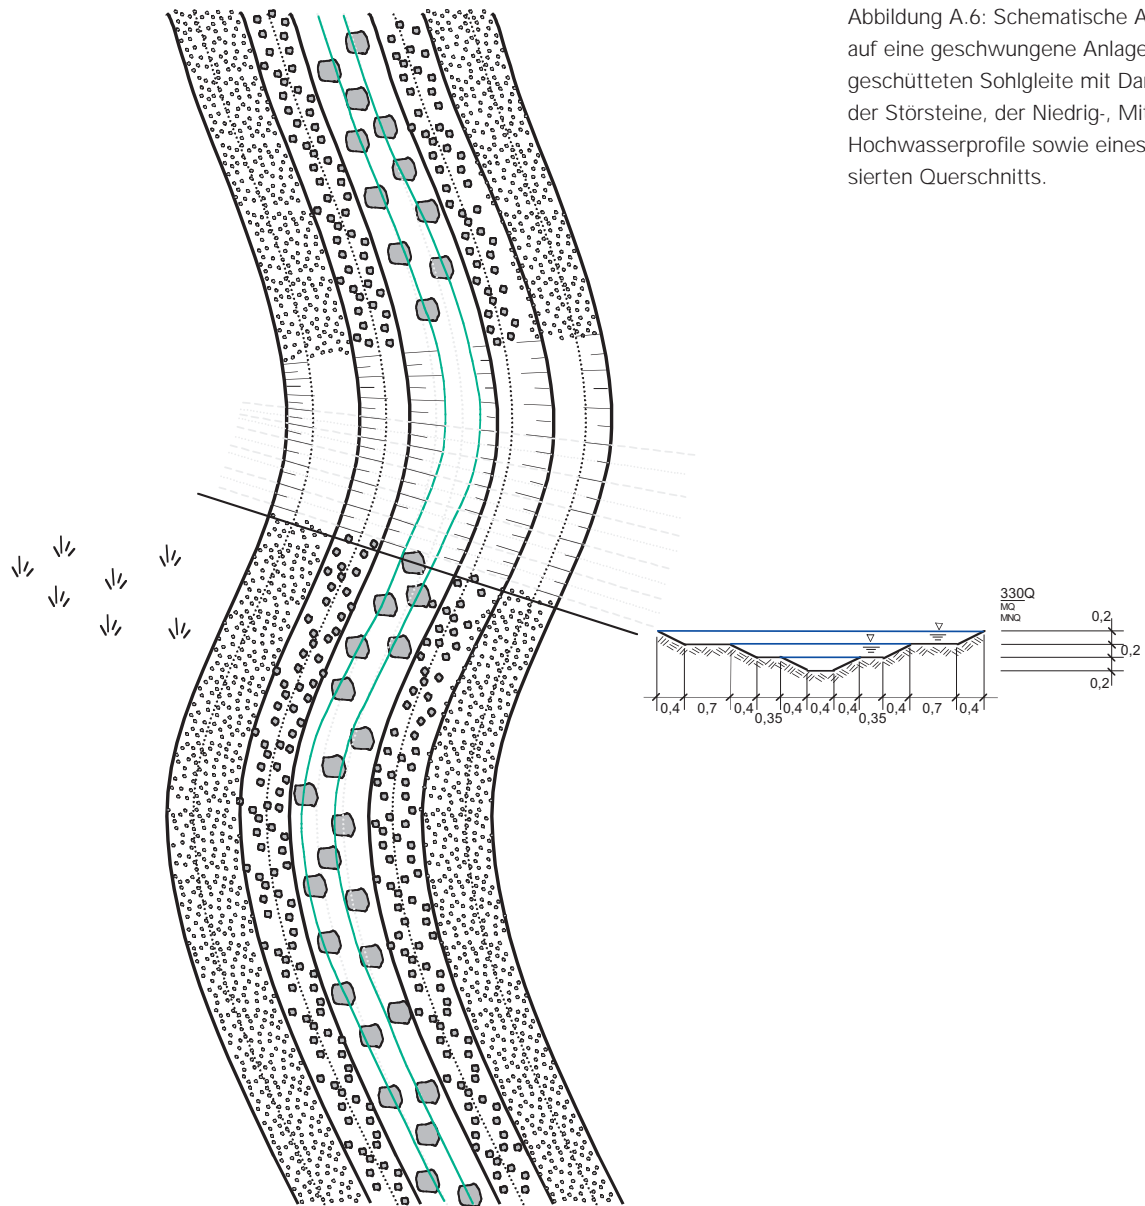 Abbildung A.6: Schematische A
auf eine geschwungene Anlage
geschütteten Sohlgleite mit Dar
der Störsteine, der Niedrig-, Mit
Hochwasserprofile sowie eines
sierten Querschnitts.
330Q
MQ
MNQ
0,2
0,2
0,2
0,4 0,7 0,4 0,35 0,4 0,4 0,4 0,35 0,4 0,7 0,4